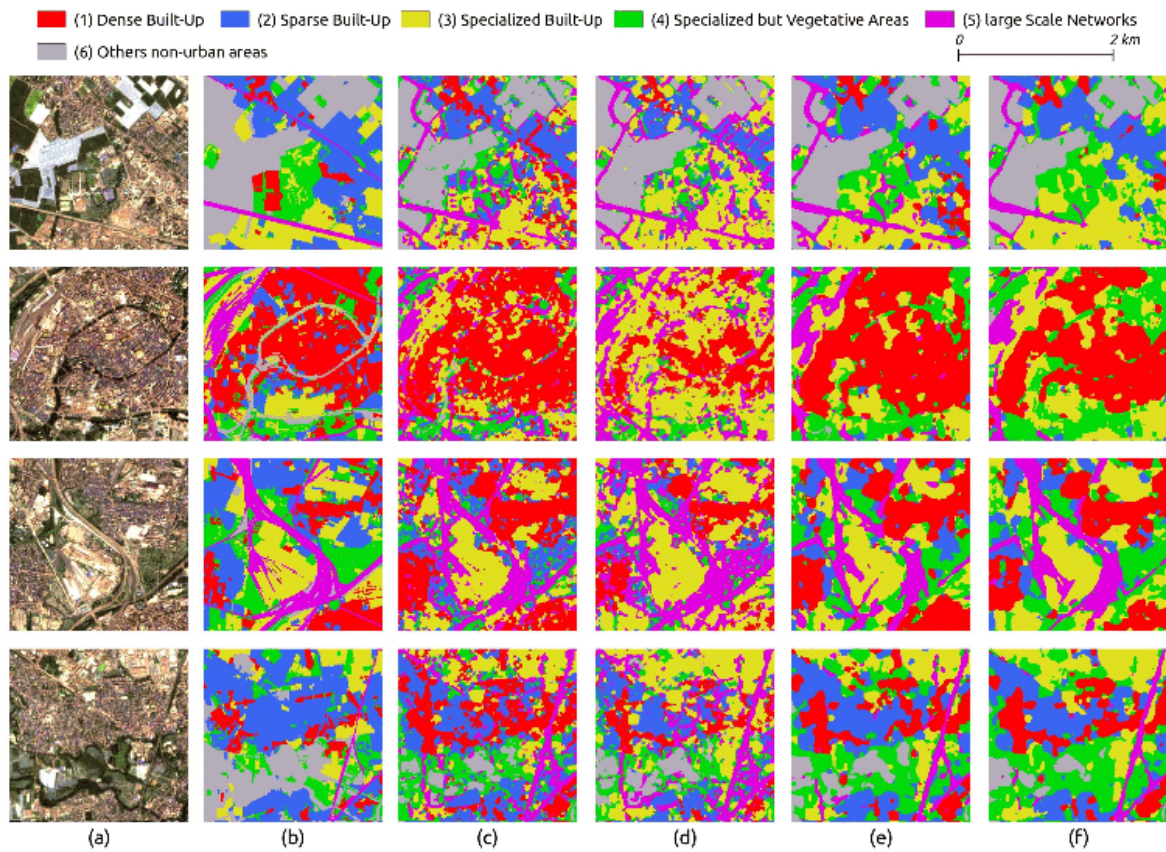 (1) Dense Built-Up (2) Sparse Built-Up (3) Specialized Built-Up (4) Specialized but Vegetative Areas (5) large Scale Networks
(6) Others non-urban areas
0 2 km
(a) (b) (c) (d) (e) (f)